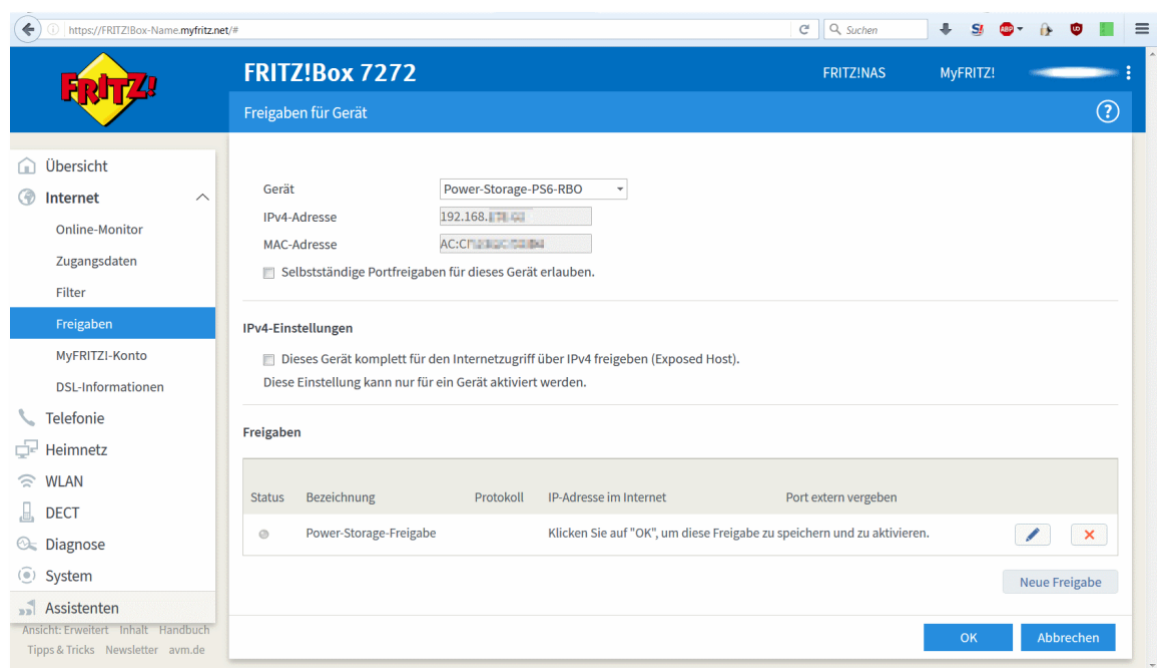 https://FRITZ!Box-Name.myfritz.net/#
Suchen
ABP
FRITZ!
FRITZ!Box 7272
FRITZ!NAS
MyFRITZ!
Freigaben für Gerät
?
Übersicht
Internet
Online-Monitor
Zugangsdaten
Filter
Freigaben
MyFRITZ!-Konto
DSL-Informationen
Telefonie
Heimnetz
WLAN
DECT
Diagnose
System
Assistenten
Ansicht: Erweitert Inhalt Handbuch
Tipps & Tricks Newsletter avm.de
Gerät Power-Storage-PS6-RBO
IPv4-Adresse 192.168.
MAC-Adresse
Selbstständige Portfreigaben für dieses Gerät erlauben.
IPv4-Einstellungen
Dieses Gerät komplett für den Internetzugriff über IPv4 freigeben (Exposed Host).
Diese Einstellung kann nur für ein Gerät aktiviert werden.
Freigaben
Status Bezeichnung Protokoll IP-Adresse im Internet Port extern vergeben
Power-Storage-Freigabe Klicken Sie auf "OK", um diese Freigabe zu speichern und zu aktivieren.
Neue Freigabe
OK Abbrechen